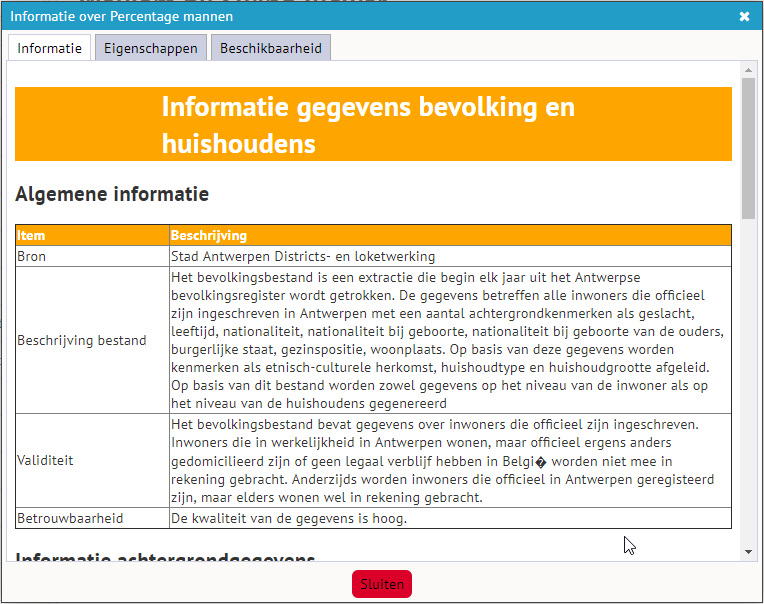 Informatie over Percentage mannen
Informatie
Eigenschappen
Beschikbaarheid
Informatie gegevens bevolking en
huishoudens
Algemene informatie
Item
Beschrijving
Bron
Stad Antwerpen Districts- en loketwerking
Beschrijving bestand
Het bevolkingsbestand is een extractie die begin elk jaar uit het Antwerpse
bevolkingsregister wordt getrokken. De gegevens betreffen alle inwoners die officieel
zijn ingeschreven in Antwerpen met een aantal achtergrondkenmerken als geslacht,
leeftijd, nationaliteit, nationaliteit bij geboorte, nationaliteit bij geboorte van de ouders,
burgerlijke staat, gezinspositie, woonplaats. Op basis van deze gegevens worden
kenmerken als etnisch-culturele herkomst, huishoudtype en huishoudgrootte afgeleid.
Op basis van dit bestand worden zowel gegevens op het niveau van de inwoner als op
het niveau van de huishoudens gegenereerd
Validiteit
Het bevolkingsbestand bevat gegevens over inwoners die officieel zijn ingeschreven.
Inwoners die in werkelijkheid in Antwerpen wonen, maar officieel ergens anders
gedomicilieerd zijn of geen legaal verblijf hebben in Belgi� worden niet mee in
rekening gebracht. Anderzijds worden inwoners die officieel in Antwerpen geregisteerd
zijn, maar elders wonen wel in rekening gebracht.
Betrouwbaarheid
De kwaliteit van de gegevens is hoog.
Informatie achtergrondgegevens
Sluiten